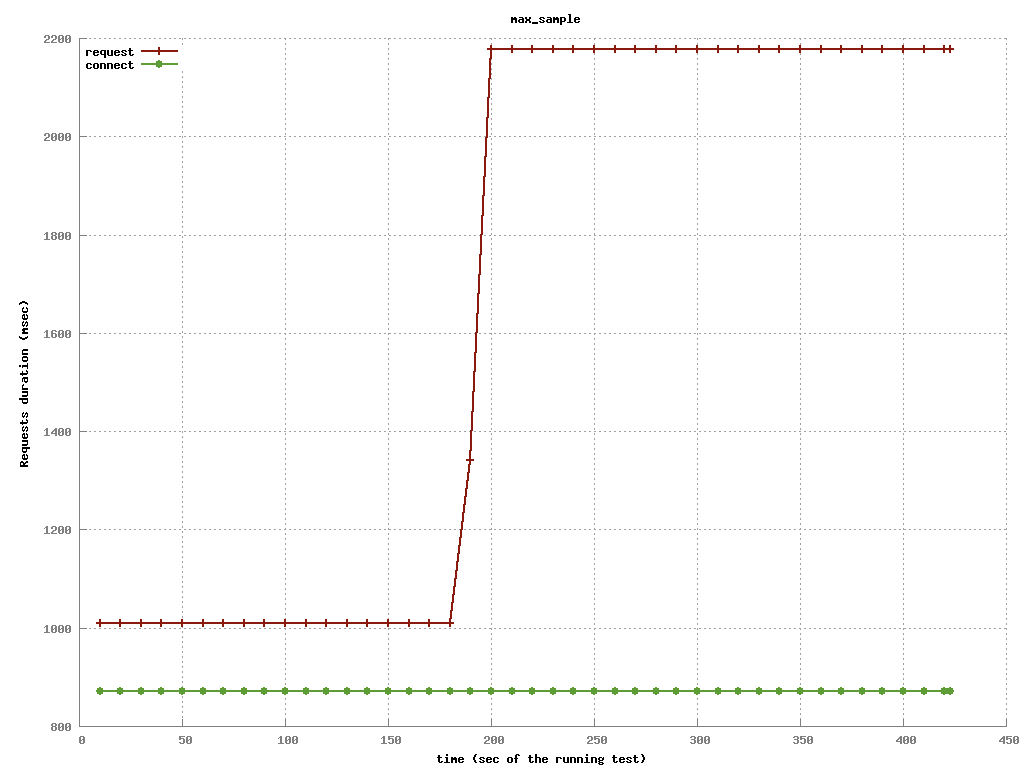 max_sample
2200
request
connect
2000
1800
1600
Requests duration (msec)
1400
1200
1000
800
0 50 100 150 200 250 300 350 400 450
time (sec of the running test)